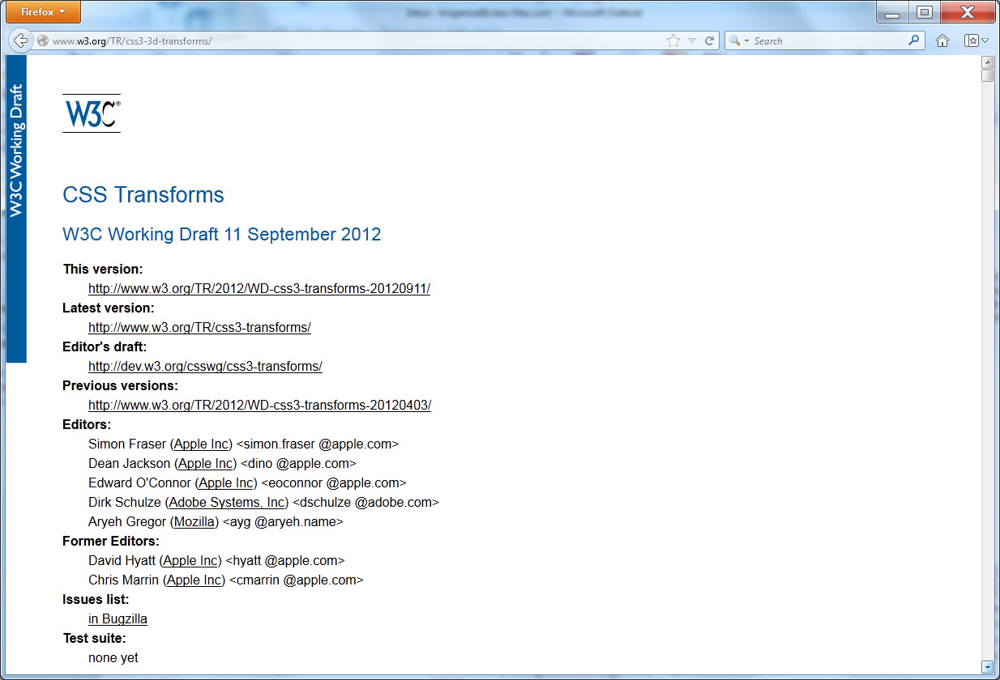 Firefox
www.w3.org/TR/css3-3d-transforms/
Search
W3C Working Draft
W3C®
CSS Transforms
W3C Working Draft 11 September 2012
This version:
http://www.w3.org/TR/2012/WD-css3-transforms-20120911/
Latest version:
http://www.w3.org/TR/css3-transforms/
Editor's draft:
http://dev.w3.org/csswg/css3-transforms/
Previous versions:
http://www.w3.org/TR/2012/WD-css3-transforms-20120403/
Editors:
Simon Fraser (Apple Inc) <simon.fraser @apple.com>
Dean Jackson (Apple Inc) <dino @apple.com>
Edward O'Connor (Apple Inc) <eoconnor @apple.com>
Dirk Schulze (Adobe Systems, Inc) <dschulze @adobe.com>
Aryeh Gregor (Mozilla) <ayg @aryeh.name>
Former Editors:
David Hyatt (Apple Inc) <hyatt @apple.com>
Chris Marrin (Apple Inc) <cmarrin @apple.com>
Issues list:
in Bugzilla
Test suite:
none yet